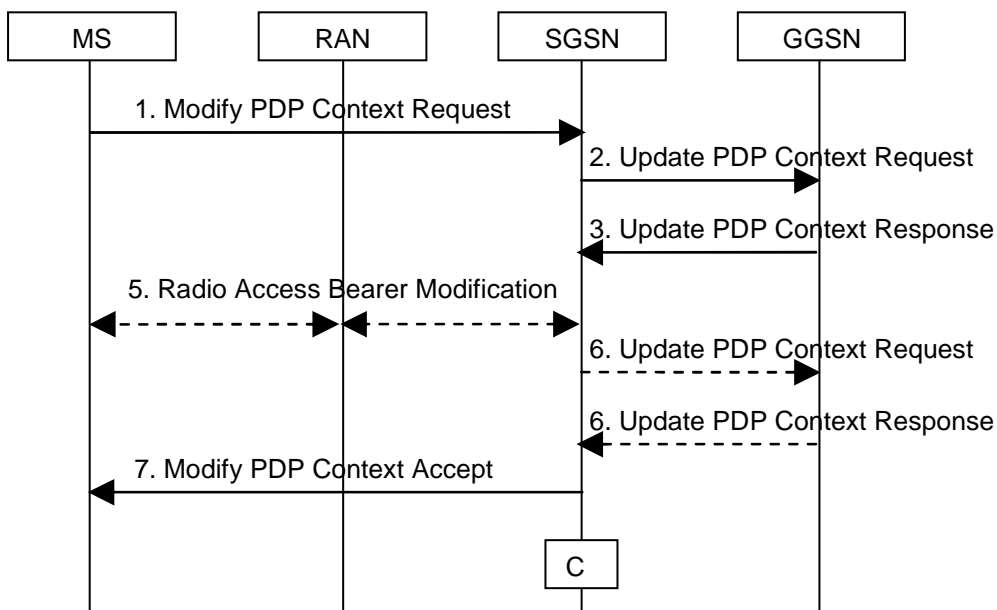 MS
RAN
SGSN
GGSN
1. Modify PDP Context Request
2. Update PDP Context Request
3. Update PDP Context Response
5. Radio Access Bearer Modification
6. Update PDP Context Request
6. Update PDP Context Response
7. Modify PDP Context Accept
C